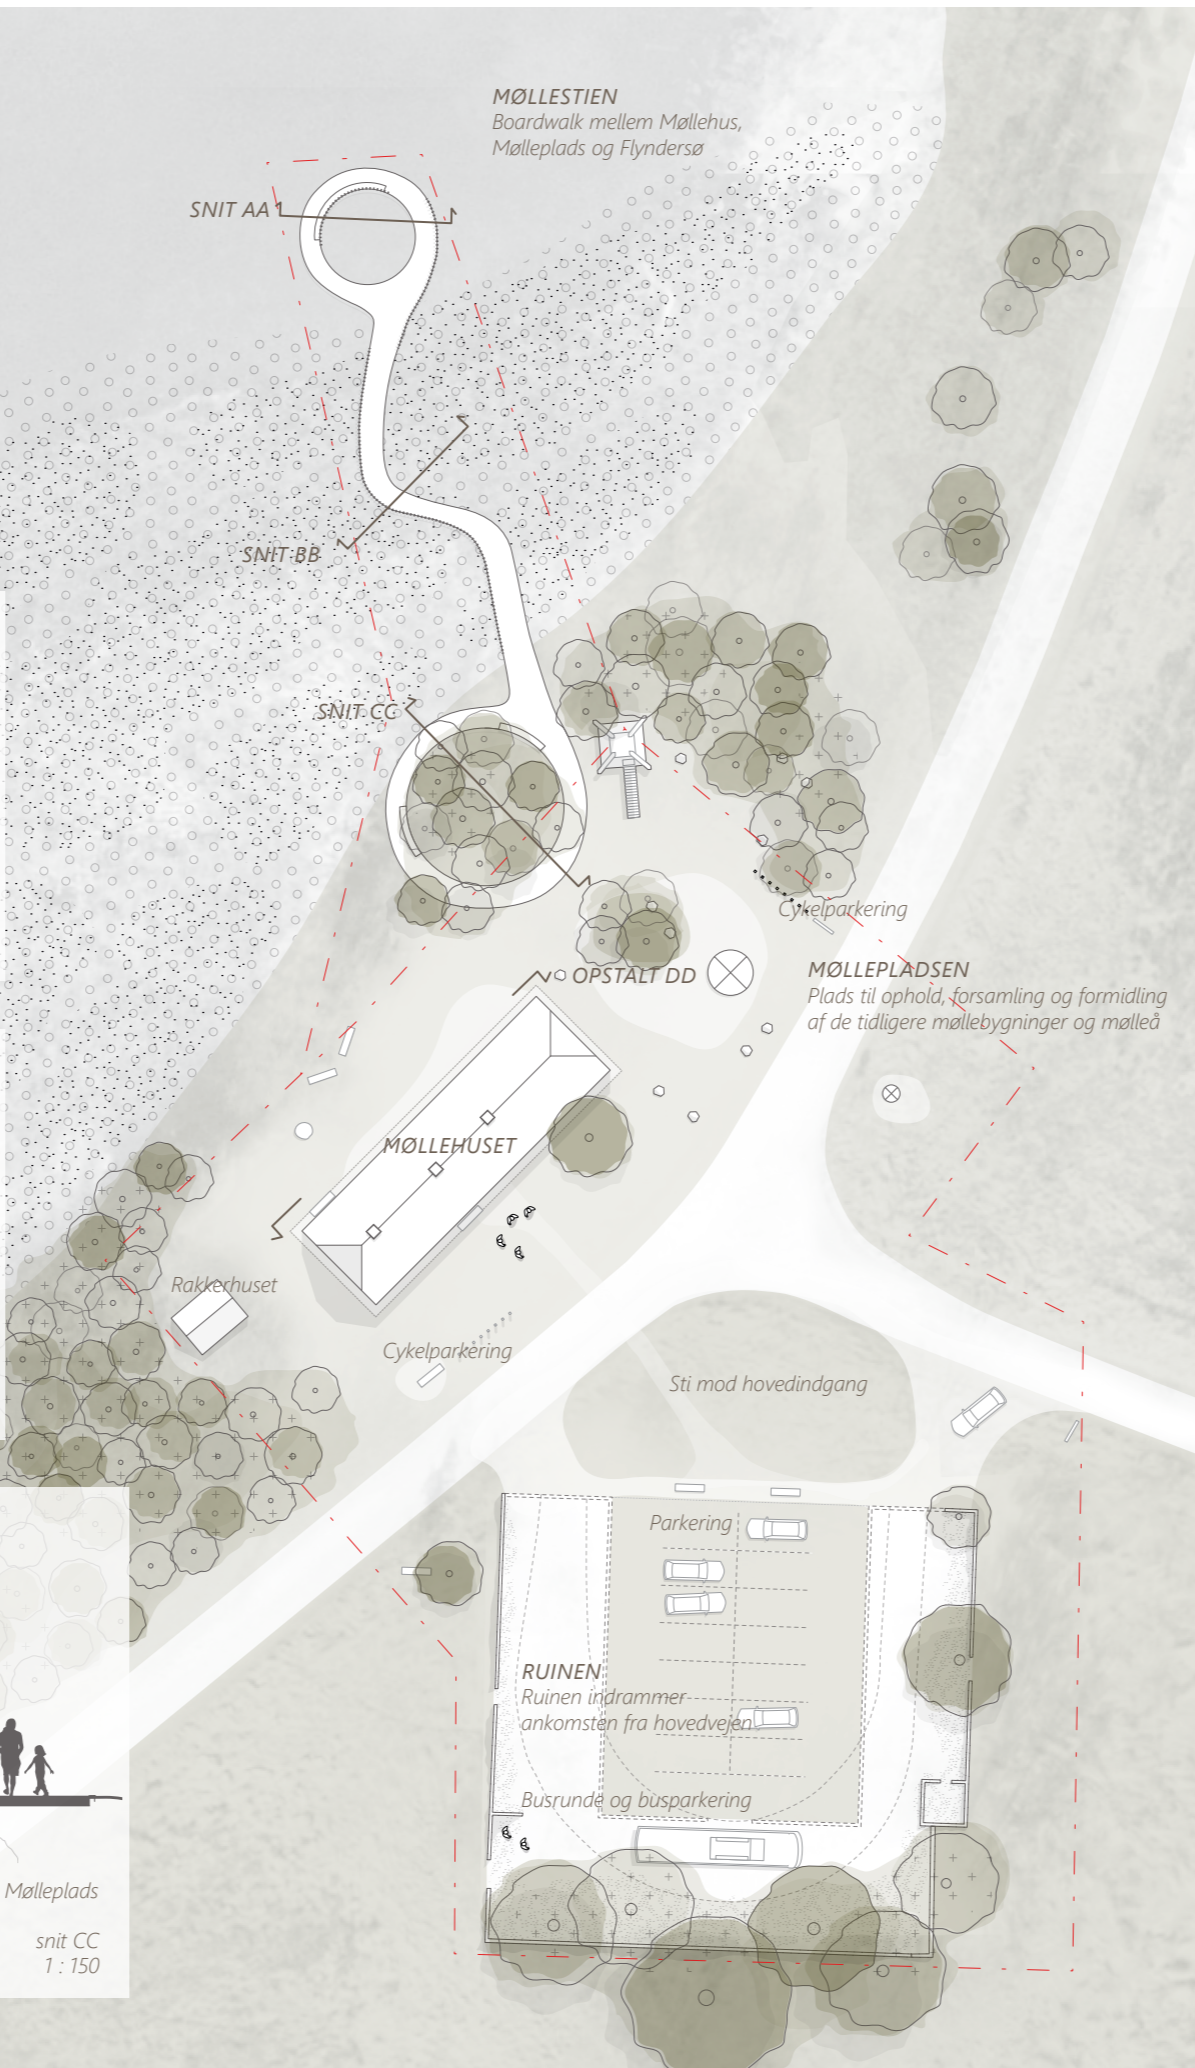 MØLLESTIEN
Boardwalk mellem Møllehus,
Mølleplads og Flyndersø
SNIT AA
SNIT BB
SNIT CC
Cykelparkering
OPSTALT DD
MØLLEPLADSEN
Plads til ophold, forsamling og formidling
af de tidligere møllebygninger og mølleå
MØLLEHUSET
Rakkerhuset
Cykelparkering
Sti mod hovedindgang
Parkering
RUINEN
Ruinen indrammer
ankomsten fra hovedvejen
Busrunde og busparkering
Mølleplads
snit CC
1 : 150